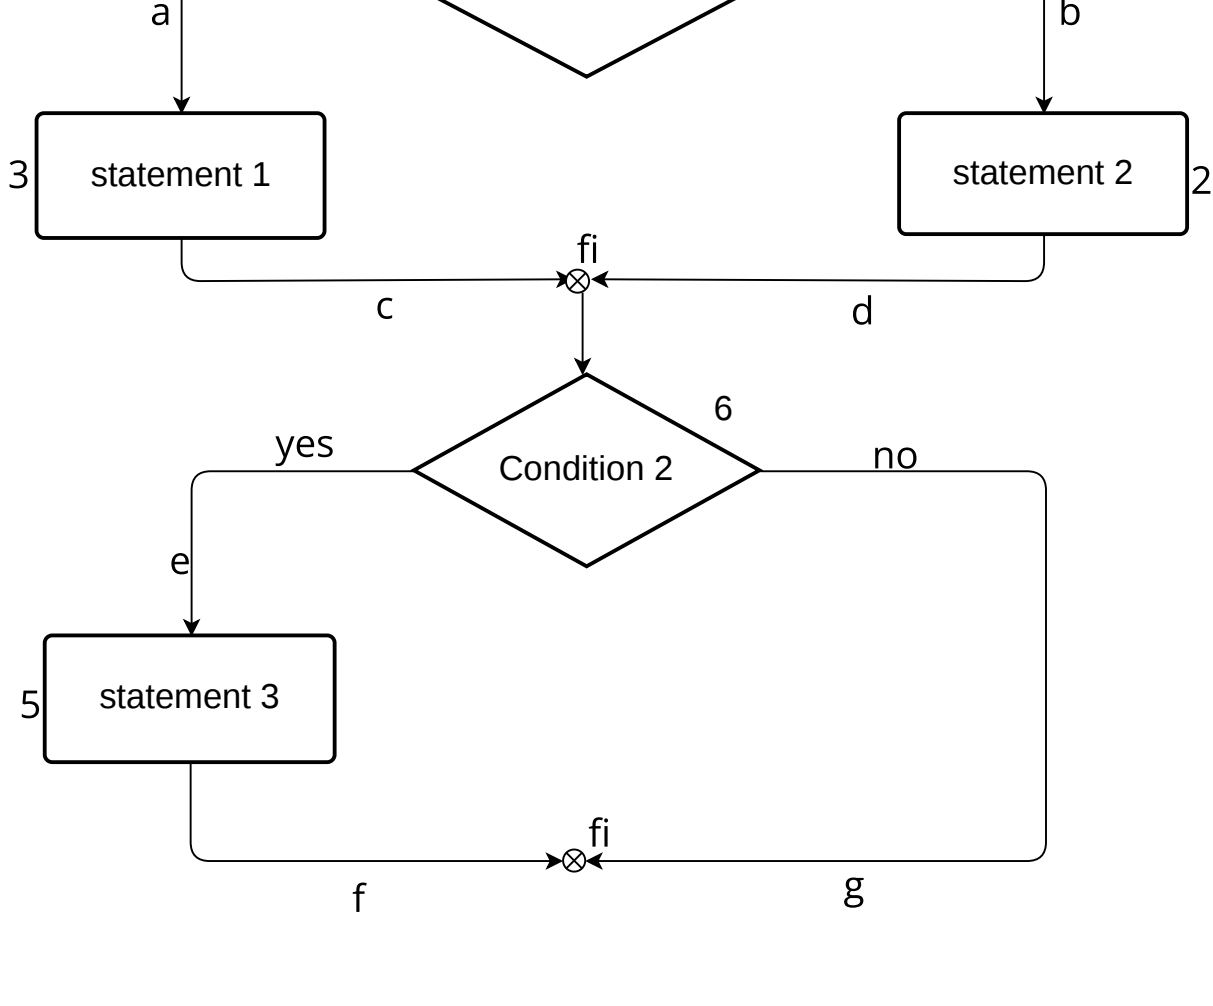 a
b
3
statement 1
statement 2
2
fi
c
d
6
yes
Condition 2
no
e
5
statement 3
fi
f
g